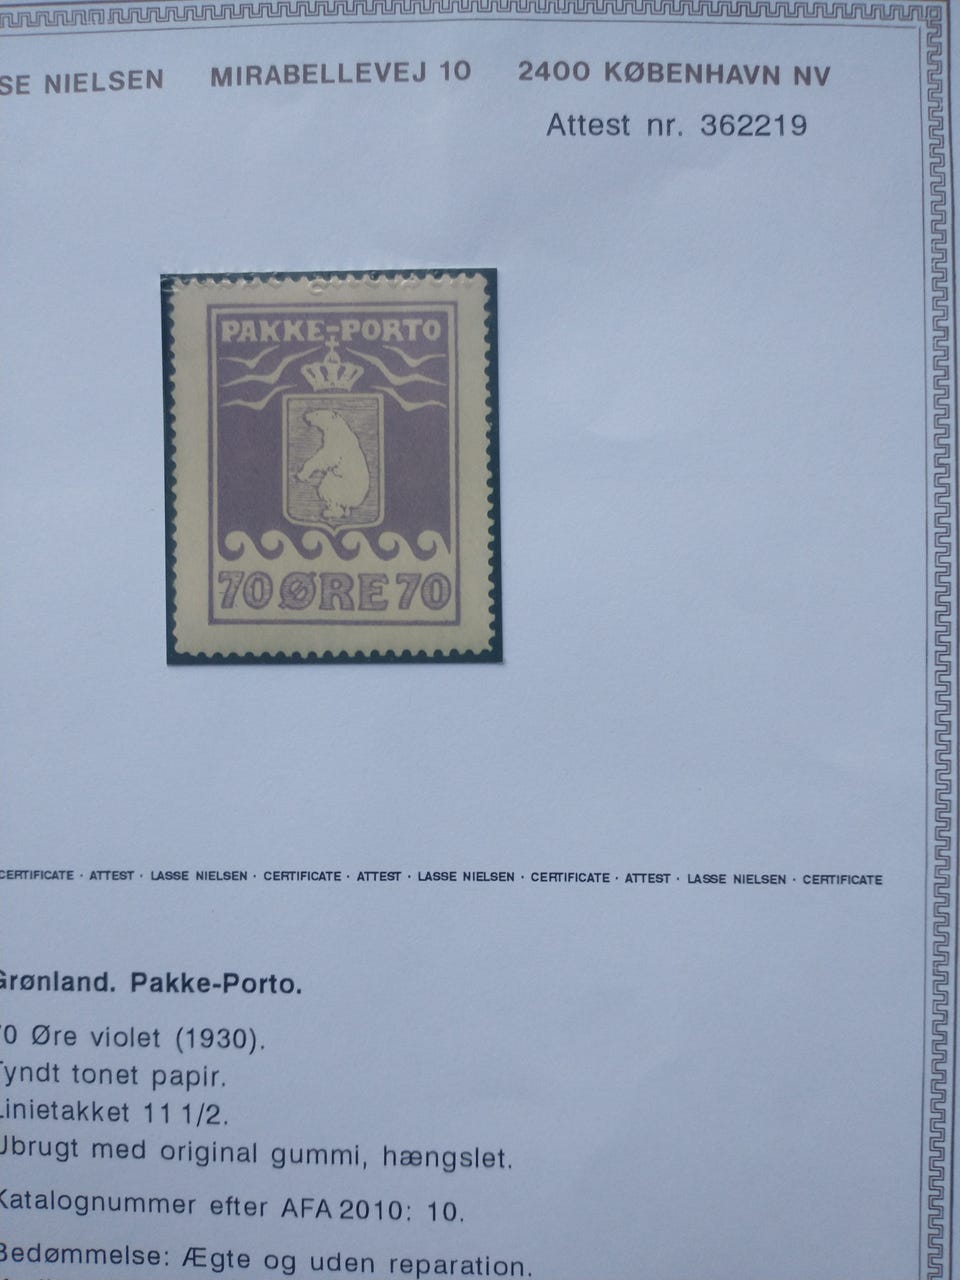 SE NIELSEN MIRABELLEVEJ 10 2400 KØBENHAVN NV
Attest nr. 362219
PAKKE-PORTO
70 ØRE 70
CERTIFICATE · ATTEST · LASSE NIELSEN · CERTIFICATE · ATTEST · LASSE NIELSEN · CERTIFICATE · ATTEST · LASSE NIELSEN · CERTIFICATE
Grønland. Pakke-Porto.
70 Øre violet (1930).
Tyndt tonet papir.
Linietakket 11 1/2.
Ubrugt med original gummi, hængslet.
Katalognummer efter AFA 2010: 10.
Bedømmelse: Ægte og uden reparation.